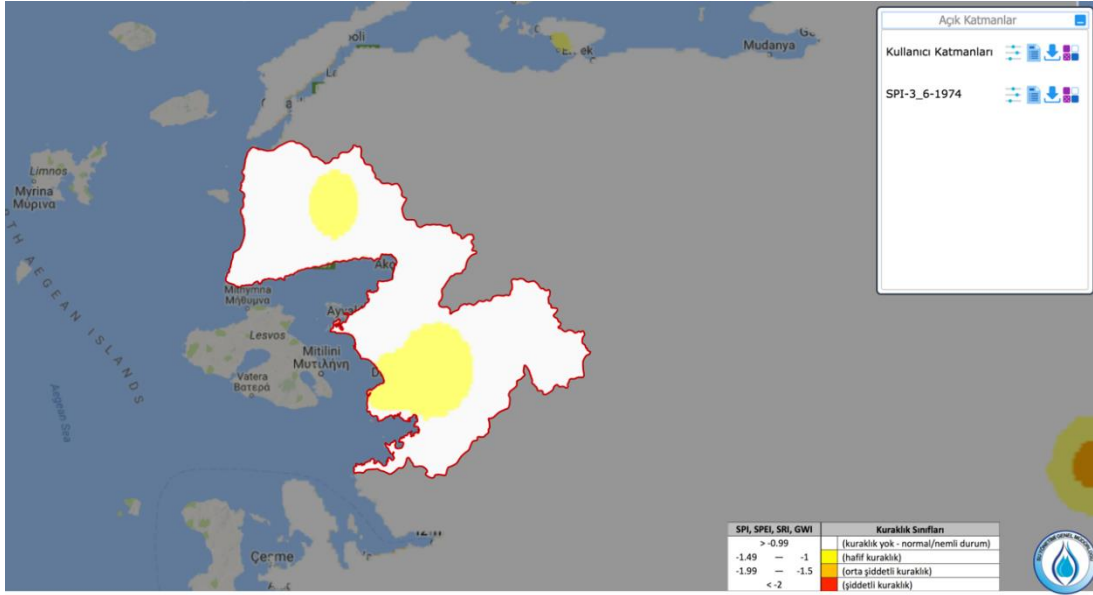 Açık Katmanlar
Kullanıcı Katmanları
SPI-3_6-1974
Mudanya
Limnos
Myrina
Μύρινα
Mithymna
Μήθυμνα
Lesvos
Mitilini
Μυτιλήνη
Vatera
Βατερά
AEGEAN ISLANDS
Aegean Sea
Çeşme
SPI, SPEI, SRI, GWI Kuraklık Sınıfları
> -0.99 (kuraklık yok - normal/nemli durum)
-1.49 — -1 (hafif kuraklık)
-1.99 — -1.5 (orta şiddetli kuraklık)
< -2 (şiddetli kuraklık)